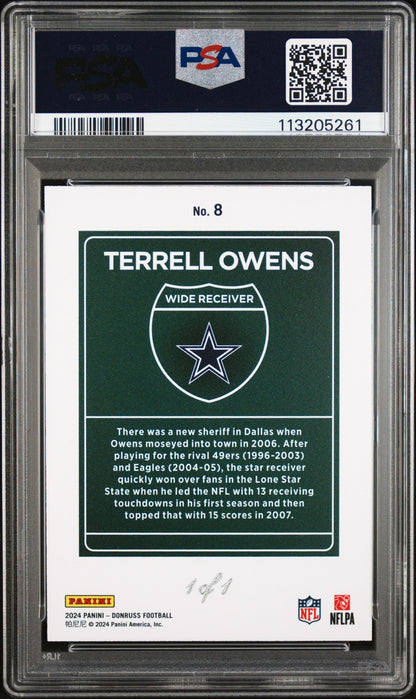 PSA
PSA
113205261
No. 8
TERRELL OWENS
WIDE RECEIVER
There was a new sheriff in Dallas when
Owens moseyed into town in 2006. After
playing for the rival 49ers (1996-2003)
and Eagles (2004-05), the star receiver
quickly won over fans in the Lone Star
State when he led the NFL with 13 receiving
touchdowns in his first season and then
topped that with 15 scores in 2007.
1 of 1
PANINI
2024 PANINI – DONRUSS FOOTBALL
帕尼尼 © 2024 Panini America, Inc.
NFL
NFLPA